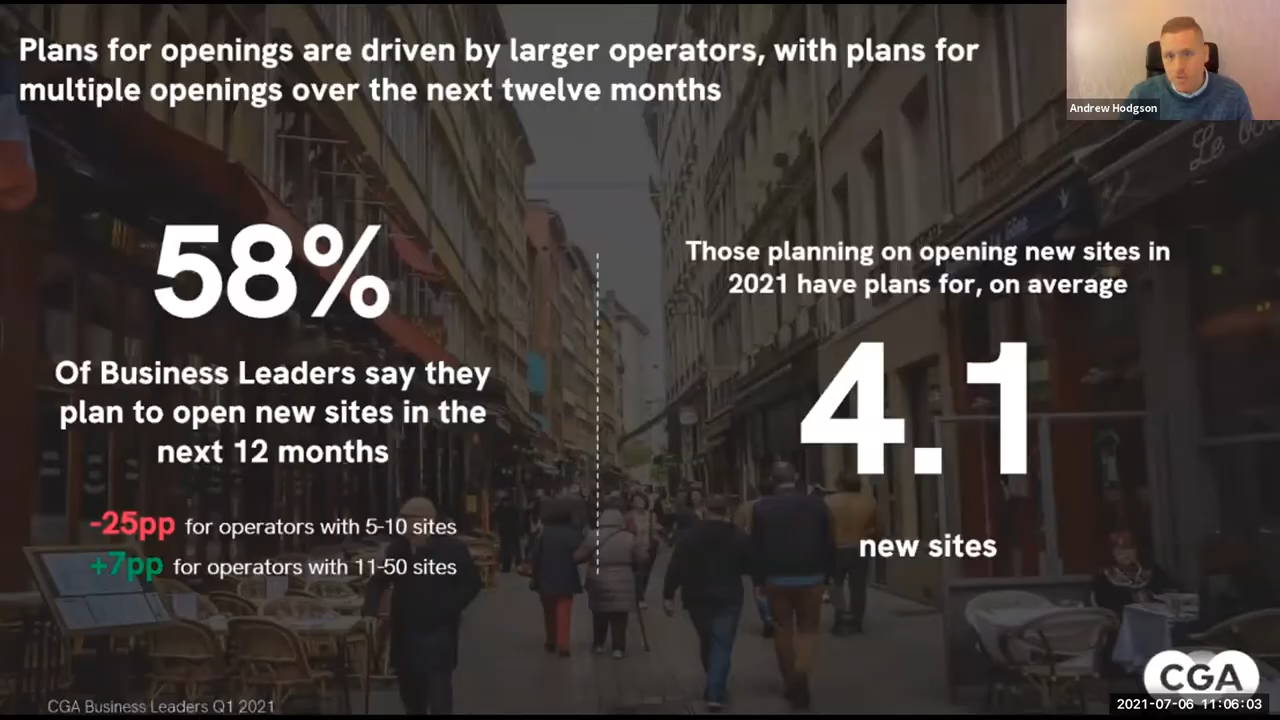 Plans for openings are driven by larger operators, with plans for
multiple openings over the next twelve months
Andrew Hodgson
58%
Of Business Leaders say they
plan to open new sites in the
next 12 months
-25pp for operators with 5-10 sites
+7pp for operators with 11-50 sites
Those planning on opening new sites in
2021 have plans for, on average
4.1
new sites
Le
CGA
CGA Business Leaders Q1 2021
2021-07-06 11:06:03